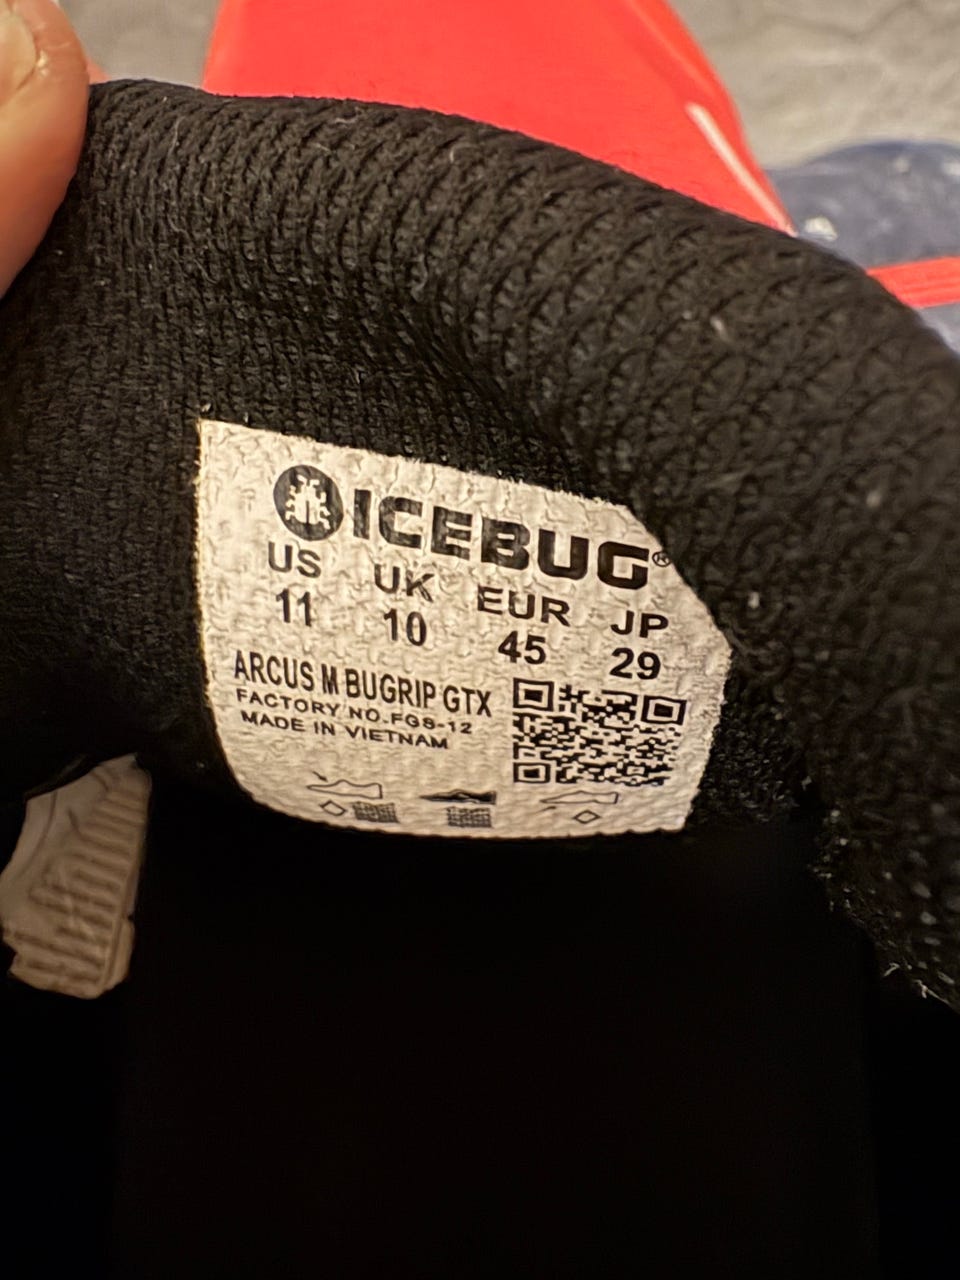 ICEBUG®
US UK EUR JP
11 10 45 29
ARCUS M BUGRIP GTX
FACTORY NO.FGS-12
MADE IN VIETNAM